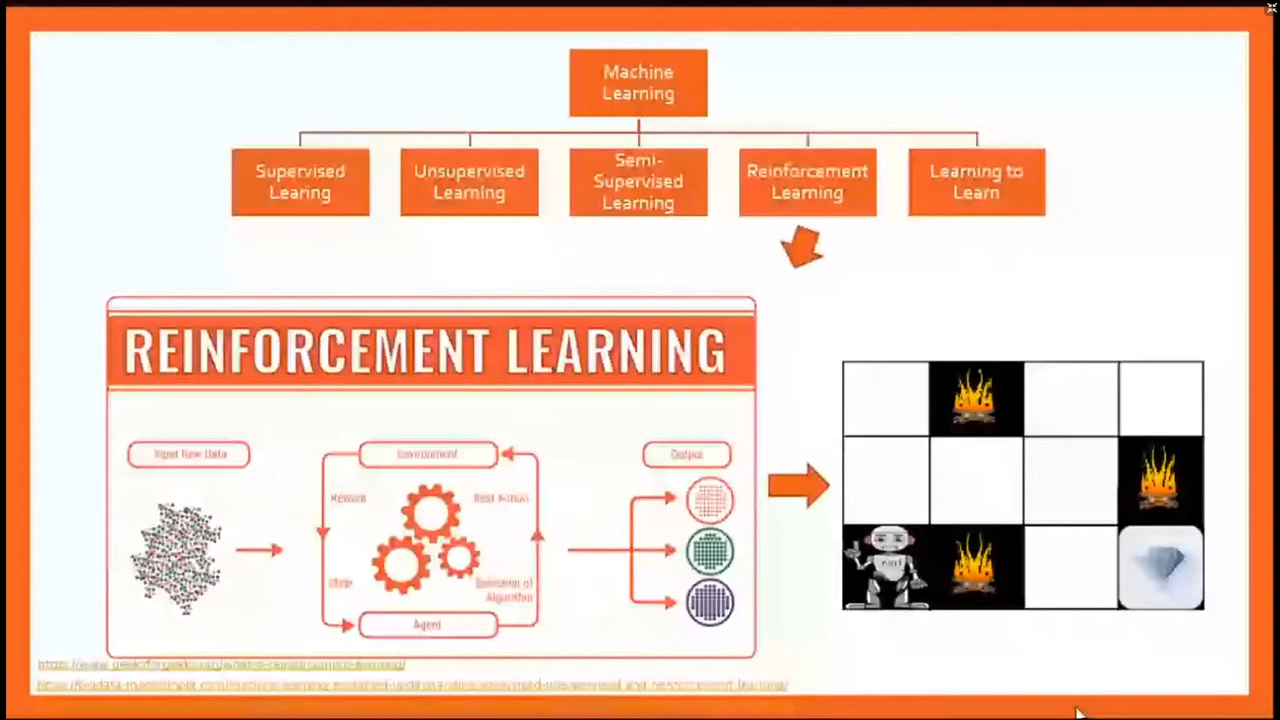 Machine
Learning
Supervised
Learing
Unsupervised
Learning
Semi-
Supervised
Learning
Reinforcement
Learning
Learning to
Learn
REINFORCEMENT LEARNING
Input Raw Data
Environment
Output
Reward
Best Action
State
Selection of
Algorithm
Agent